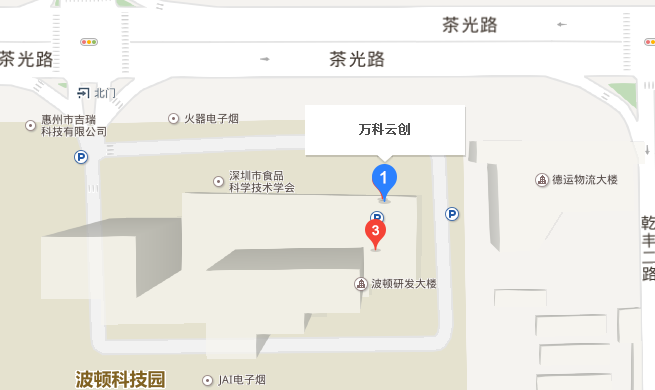 茶光路
茶光路
茶光路
北门
惠州市吉瑞
科技有限公司
火器电子烟
万科云创
P
深圳市食品
科学技术学会
1
德运物流大楼
P
P
3
乾丰二路
波顿研发大楼
波顿科技园
JAI电子烟